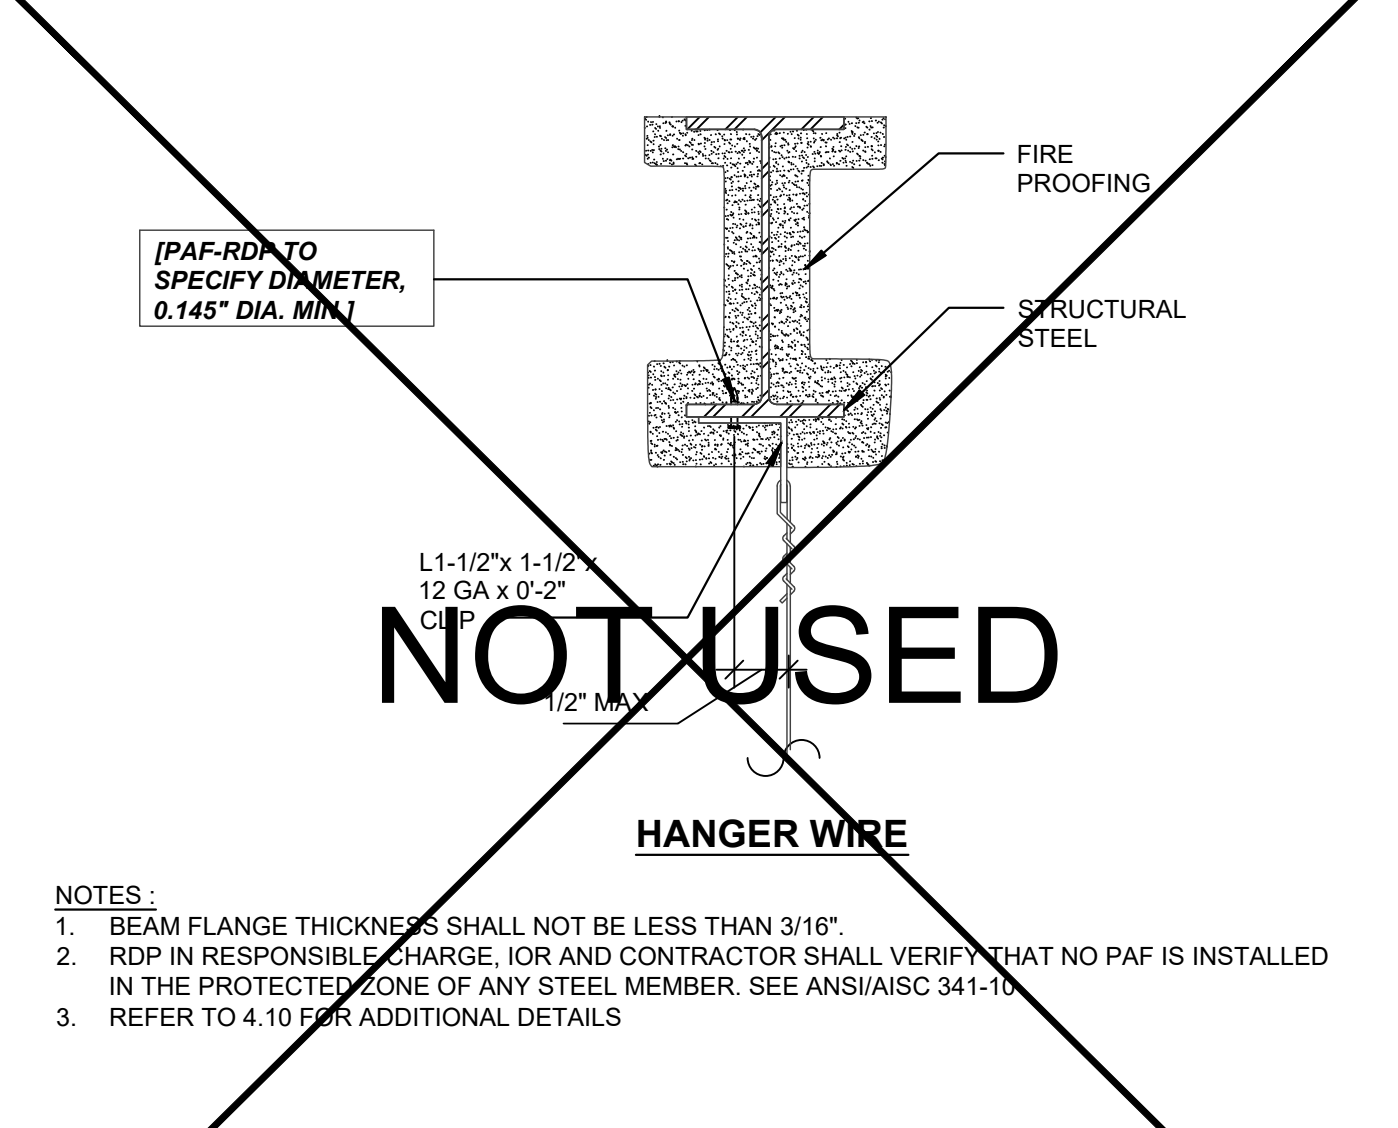 FIRE
PROOFING
[PAF-RDP TO
SPECIFY DIAMETER,
0.145" DIA. MIN.]
STRUCTURAL
STEEL
L1-1/2"x 1-1/2"x
12 GA x 0'-2"
CLIP
NOT USED
1/2" MAX
HANGER WIRE
NOTES :
1. BEAM FLANGE THICKNESS SHALL NOT BE LESS THAN 3/16".
2. RDP IN RESPONSIBLE CHARGE, IOR AND CONTRACTOR SHALL VERIFY THAT NO PAF IS INSTALLED
IN THE PROTECTED ZONE OF ANY STEEL MEMBER. SEE ANSI/AISC 341-10
3. REFER TO 4.10 FOR ADDITIONAL DETAILS